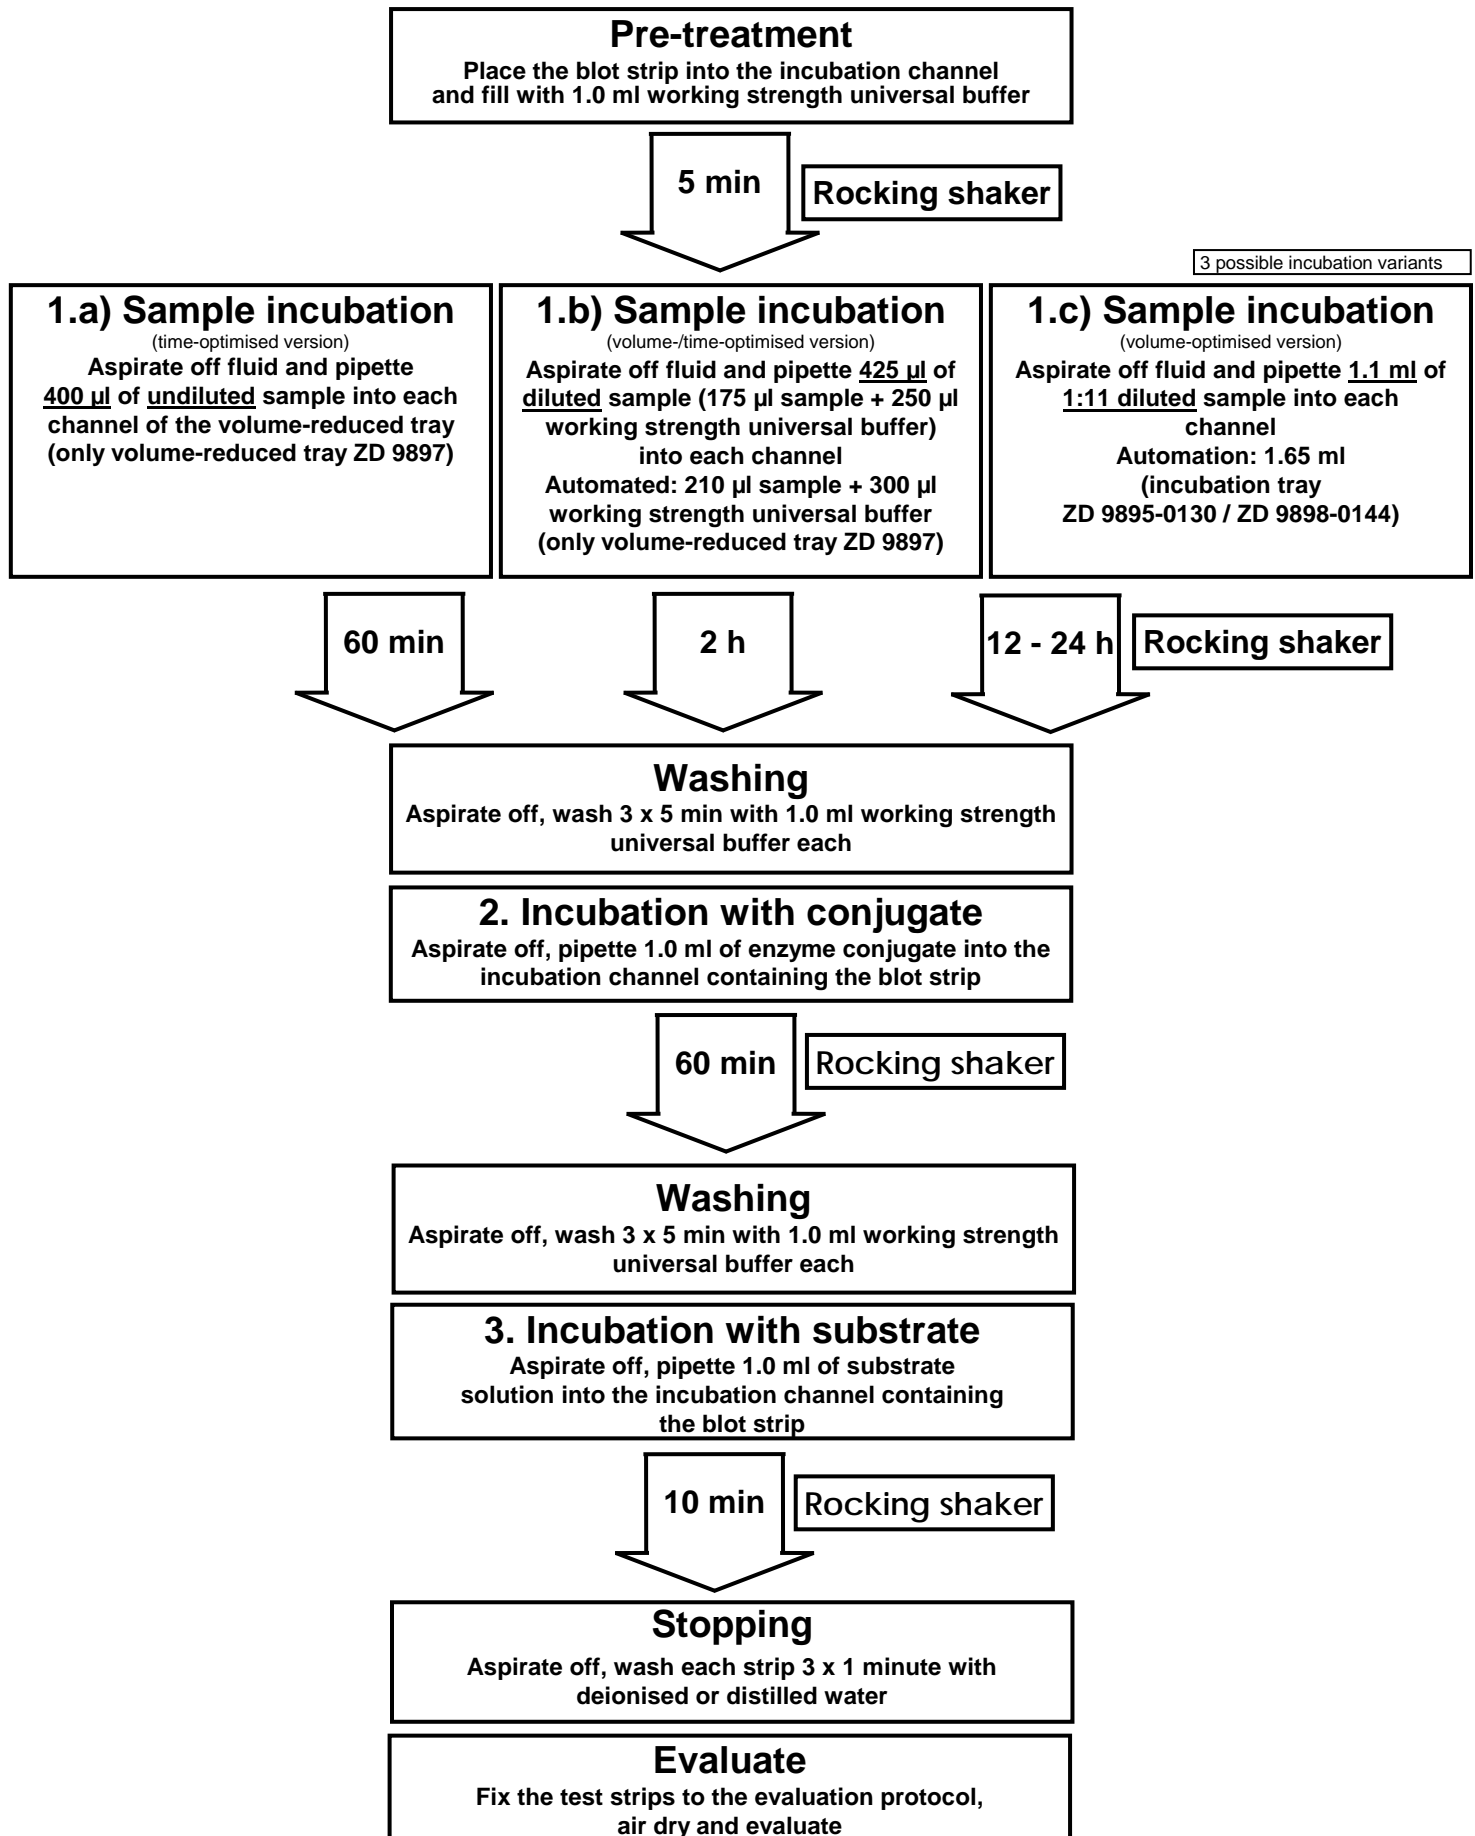 Pre-treatment
Place the blot strip into the incubation channel
and fill with 1.0 ml working strength universal buffer
5 min
Rocking shaker
3 possible incubation variants
1.a) Sample incubation
(time-optimised version)
Aspirate off fluid and pipette
400 µl of undiluted sample into each
channel of the volume-reduced tray
(only volume-reduced tray ZD 9897)
1.b) Sample incubation
(volume-/time-optimised version)
Aspirate off fluid and pipette 425 µl of
diluted sample (175 µl sample + 250 µl
working strength universal buffer)
into each channel
Automated: 210 µl sample + 300 µl
working strength universal buffer
(only volume-reduced tray ZD 9897)
1.c) Sample incubation
(volume-optimised version)
Aspirate off fluid and pipette 1.1 ml of
1:11 diluted sample into each
channel
Automation: 1.65 ml
(incubation tray
ZD 9895-0130 / ZD 9898-0144)
60 min
2 h
12 - 24 h
Rocking shaker
Washing
Aspirate off, wash 3 x 5 min with 1.0 ml working strength
universal buffer each
2. Incubation with conjugate
Aspirate off, pipette 1.0 ml of enzyme conjugate into the
incubation channel containing the blot strip
60 min
Rocking shaker
Washing
Aspirate off, wash 3 x 5 min with 1.0 ml working strength
universal buffer each
3. Incubation with substrate
Aspirate off, pipette 1.0 ml of substrate
solution into the incubation channel containing
the blot strip
10 min
Rocking shaker
Stopping
Aspirate off, wash each strip 3 x 1 minute with
deionised or distilled water
Evaluate
Fix the test strips to the evaluation protocol,
air dry and evaluate